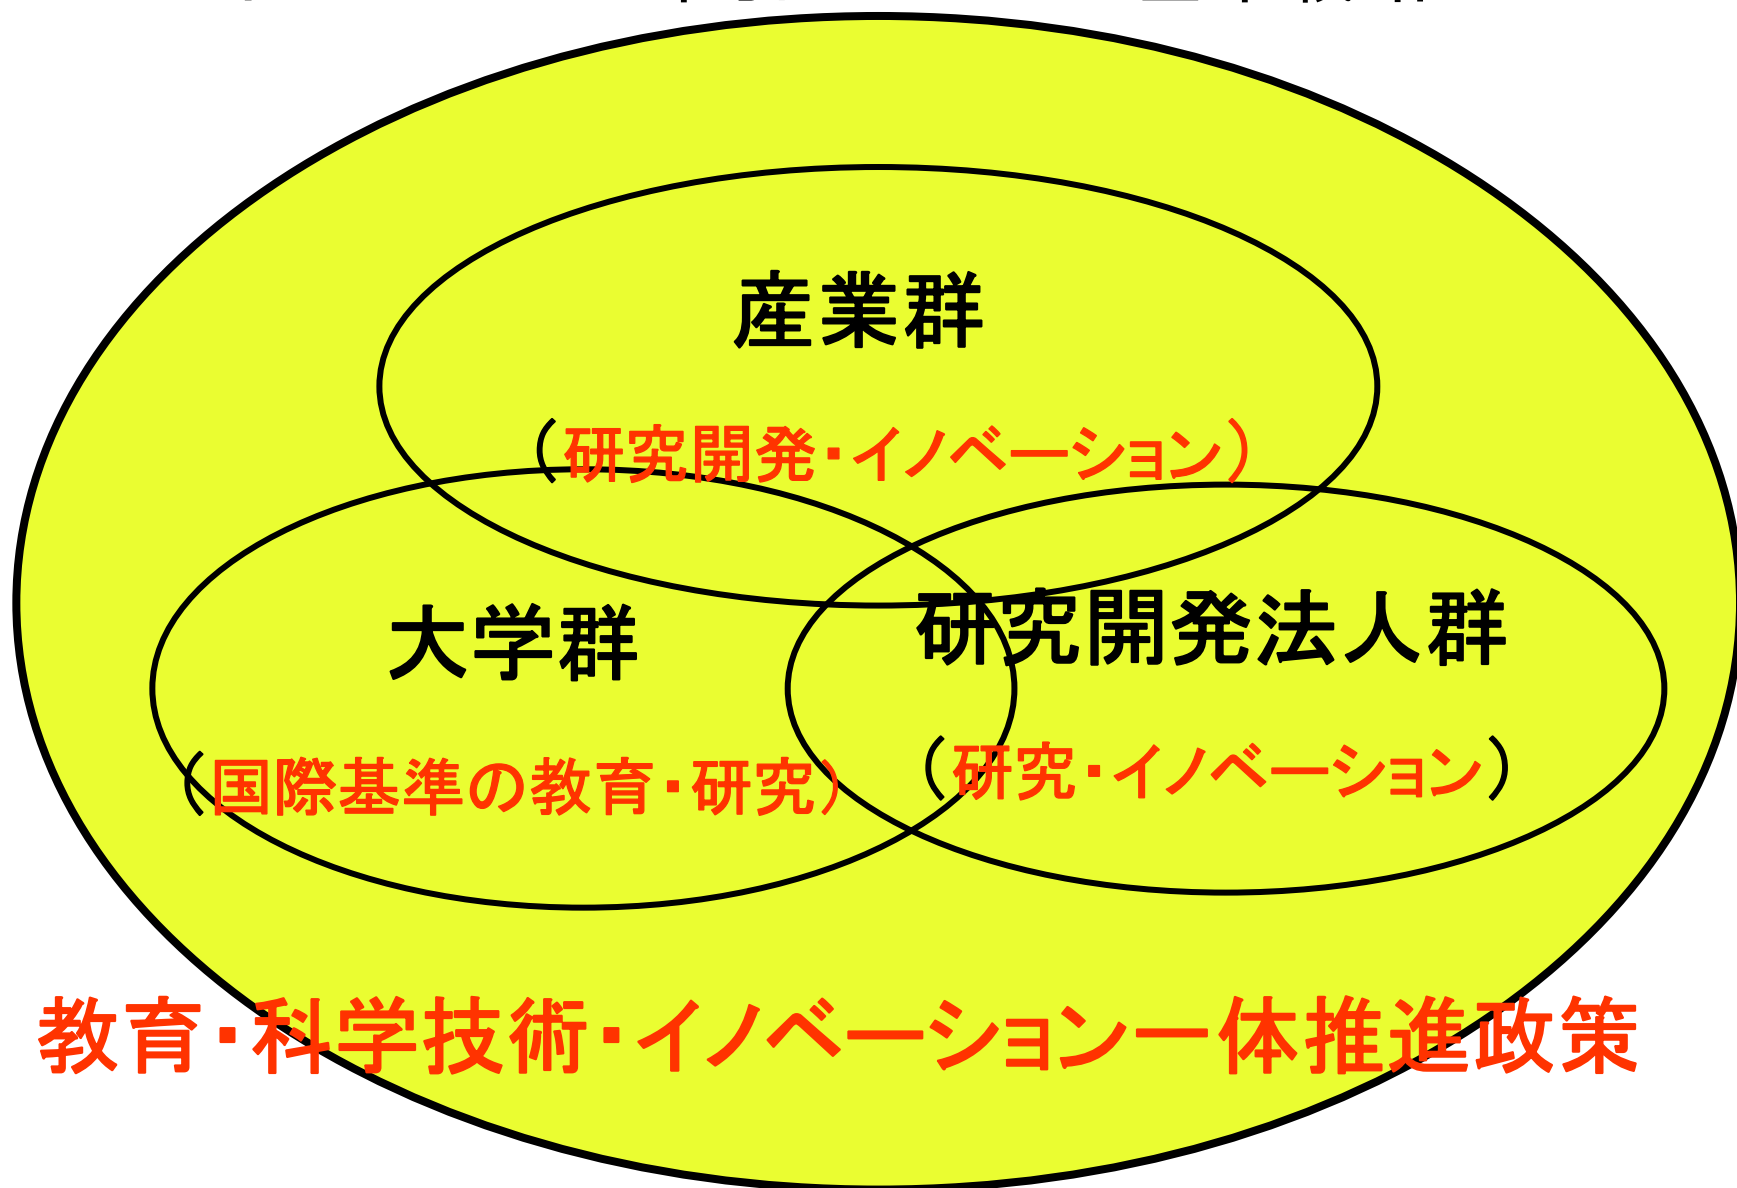 産業群
(研究開発・イノベーション)
大学群
研究開発法人群
(国際基準の教育・研究)
(研究・イノベーション)
教育・科学技術・イノベーション一体推進政策